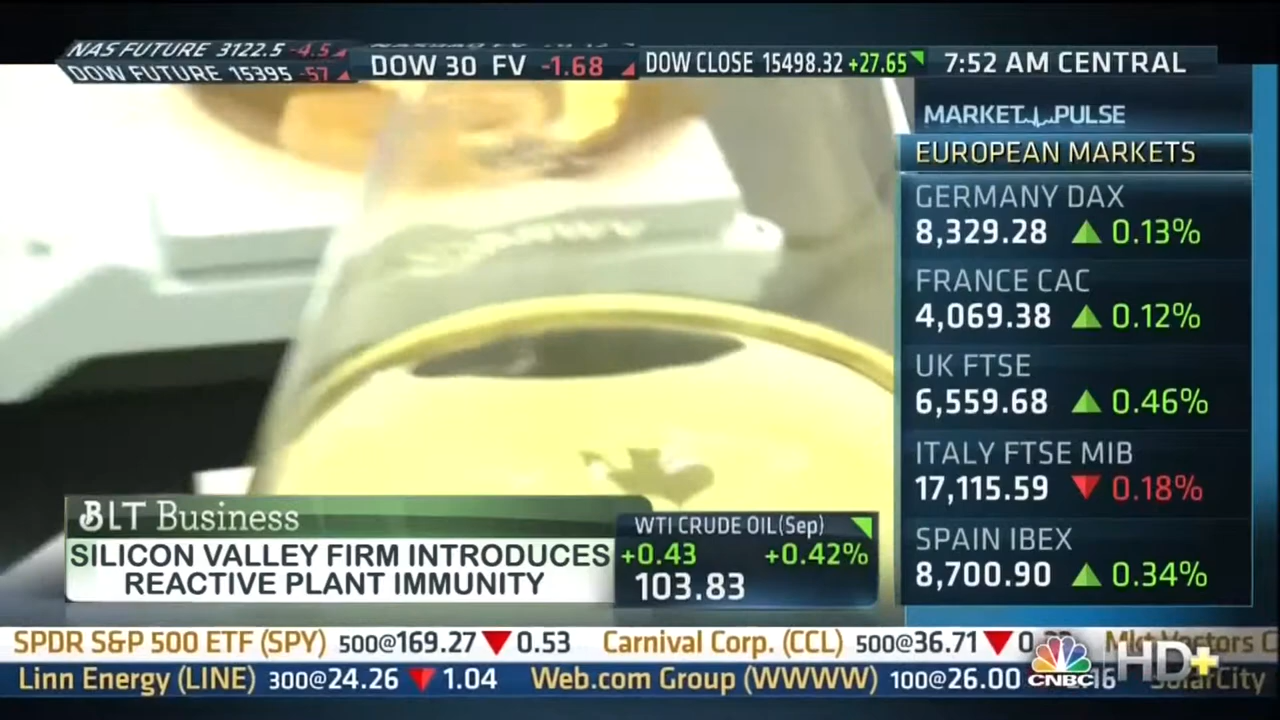 NAS FUTURE 3122.5 -4.5
DOW FUTURE 15395 -57
DOW 30 FV -1.68
DOW CLOSE 15498.32 +27.65
7:52 AM CENTRAL
MARKET PULSE
EUROPEAN MARKETS
GERMANY DAX
8,329.28 0.13%
FRANCE CAC
4,069.38 0.12%
UK FTSE
6,559.68 0.46%
ITALY FTSE MIB
17,115.59 0.18%
SPAIN IBEX
8,700.90 0.34%
BLT Business
SILICON VALLEY FIRM INTRODUCES
REACTIVE PLANT IMMUNITY
WTI CRUDE OIL(Sep)
+0.43 +0.42%
103.83
SPDR S&P 500 ETF (SPY) 500@169.27 0.53 Carnival Corp. (CCL) 500@36.71 Mkt Vectors
Linn Energy (LINE) 300@24.26 1.04 Web.com Group (WWWW) 100@26.00 SolarCity
CNBC HD+